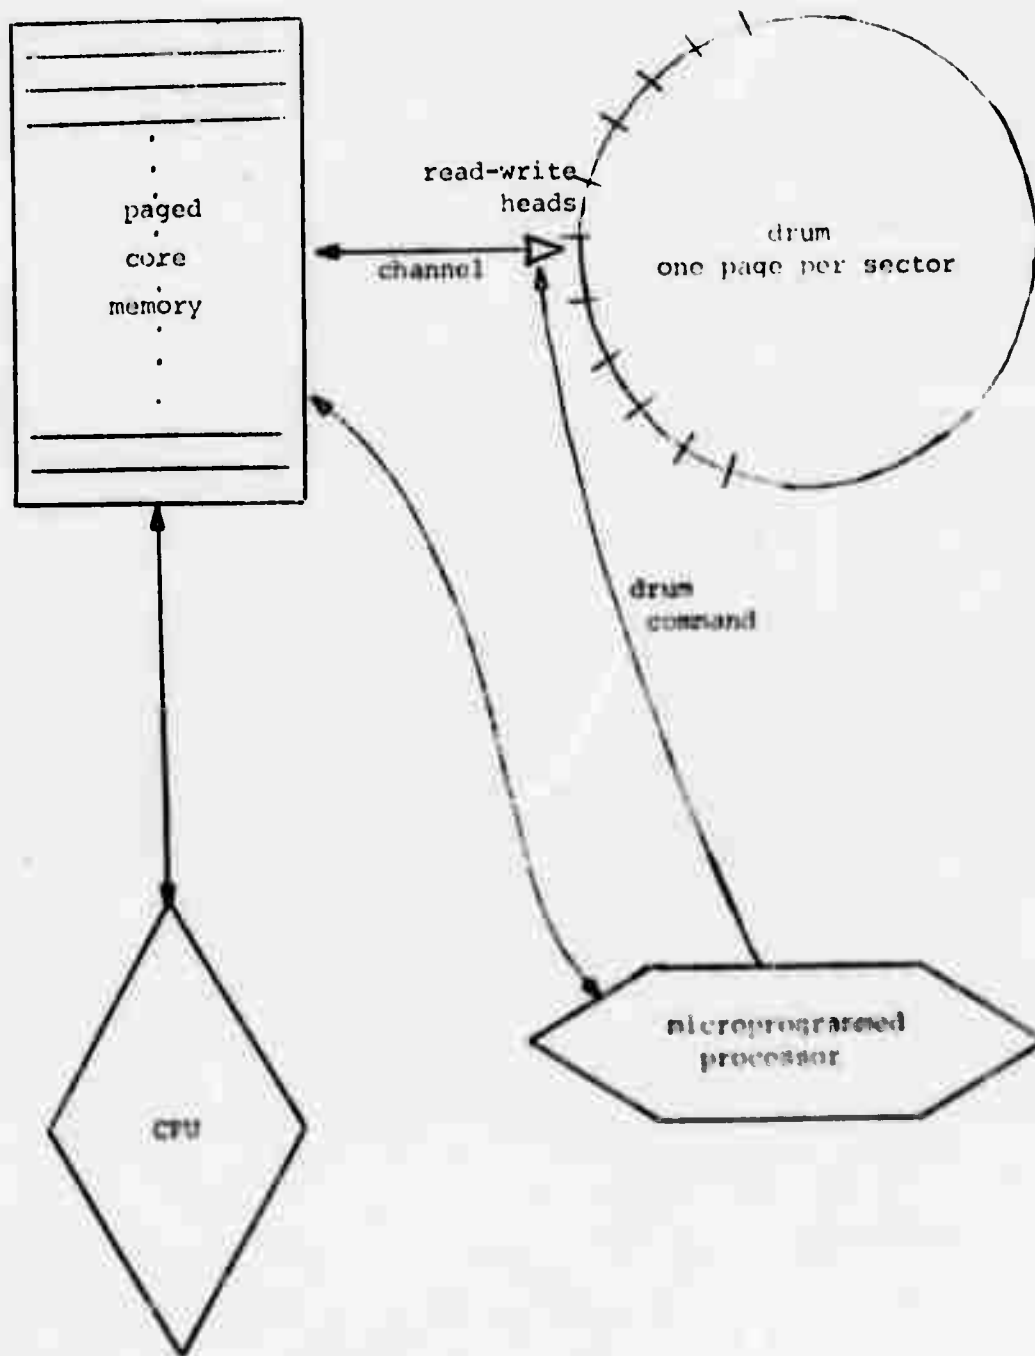 read-write
heads
paged
core
memory
channel
drum
one page per sector
drum
command
microprogrammed
processor
CPU